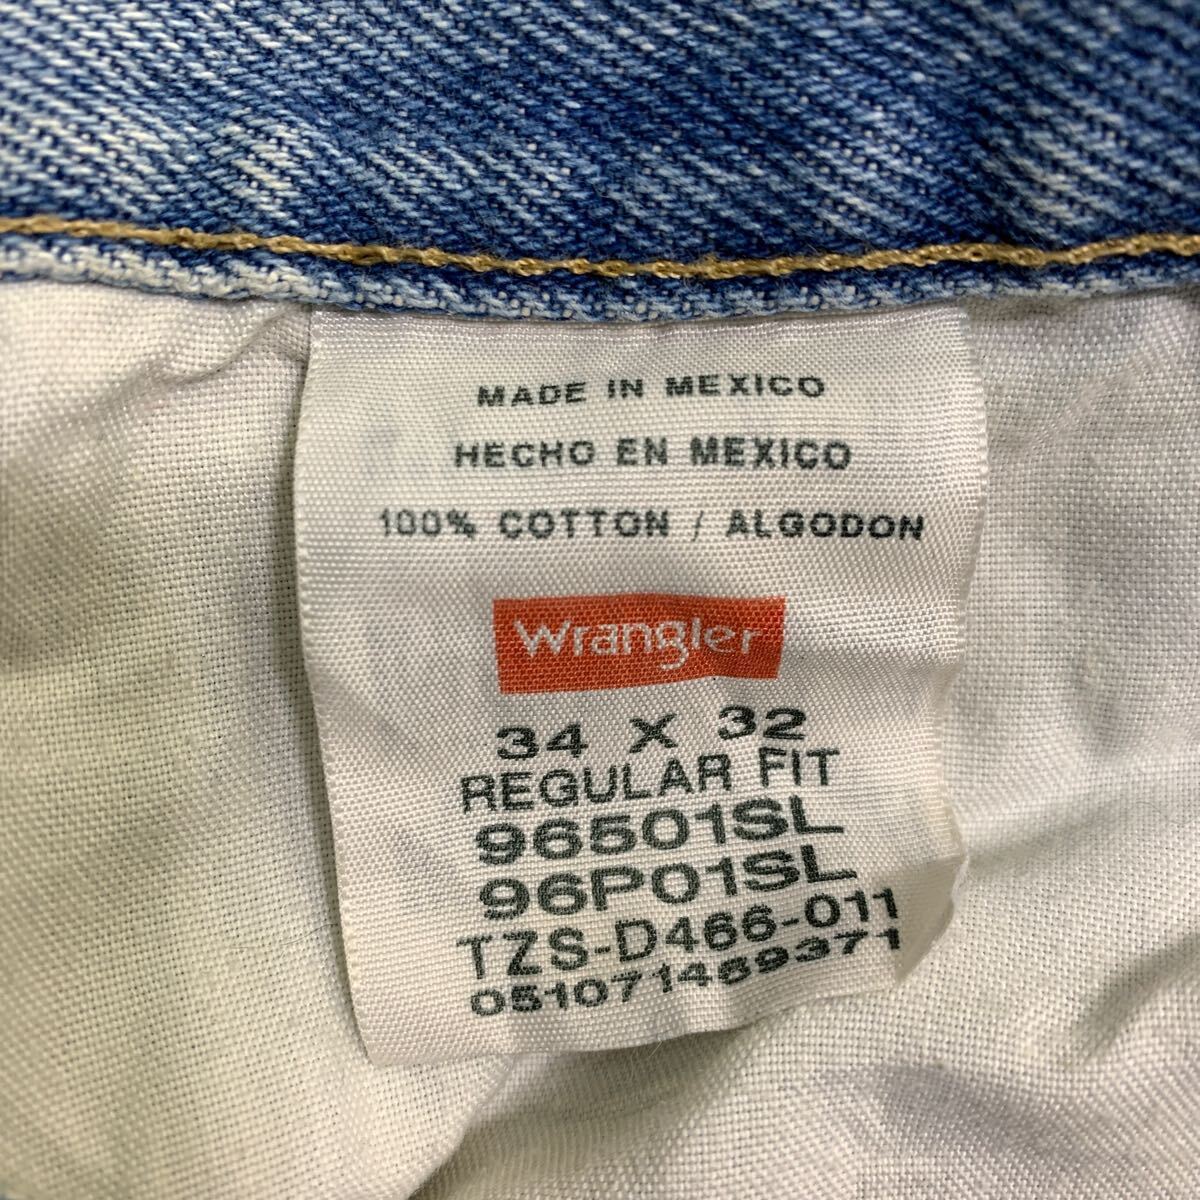 MADE IN MEXICO
HECHO EN MEXICO
100% COTTON / ALGODON
Wrangler
34 X 32
REGULAR FIT
96501SL
96P01SL
TZS-D466-011
051071469371